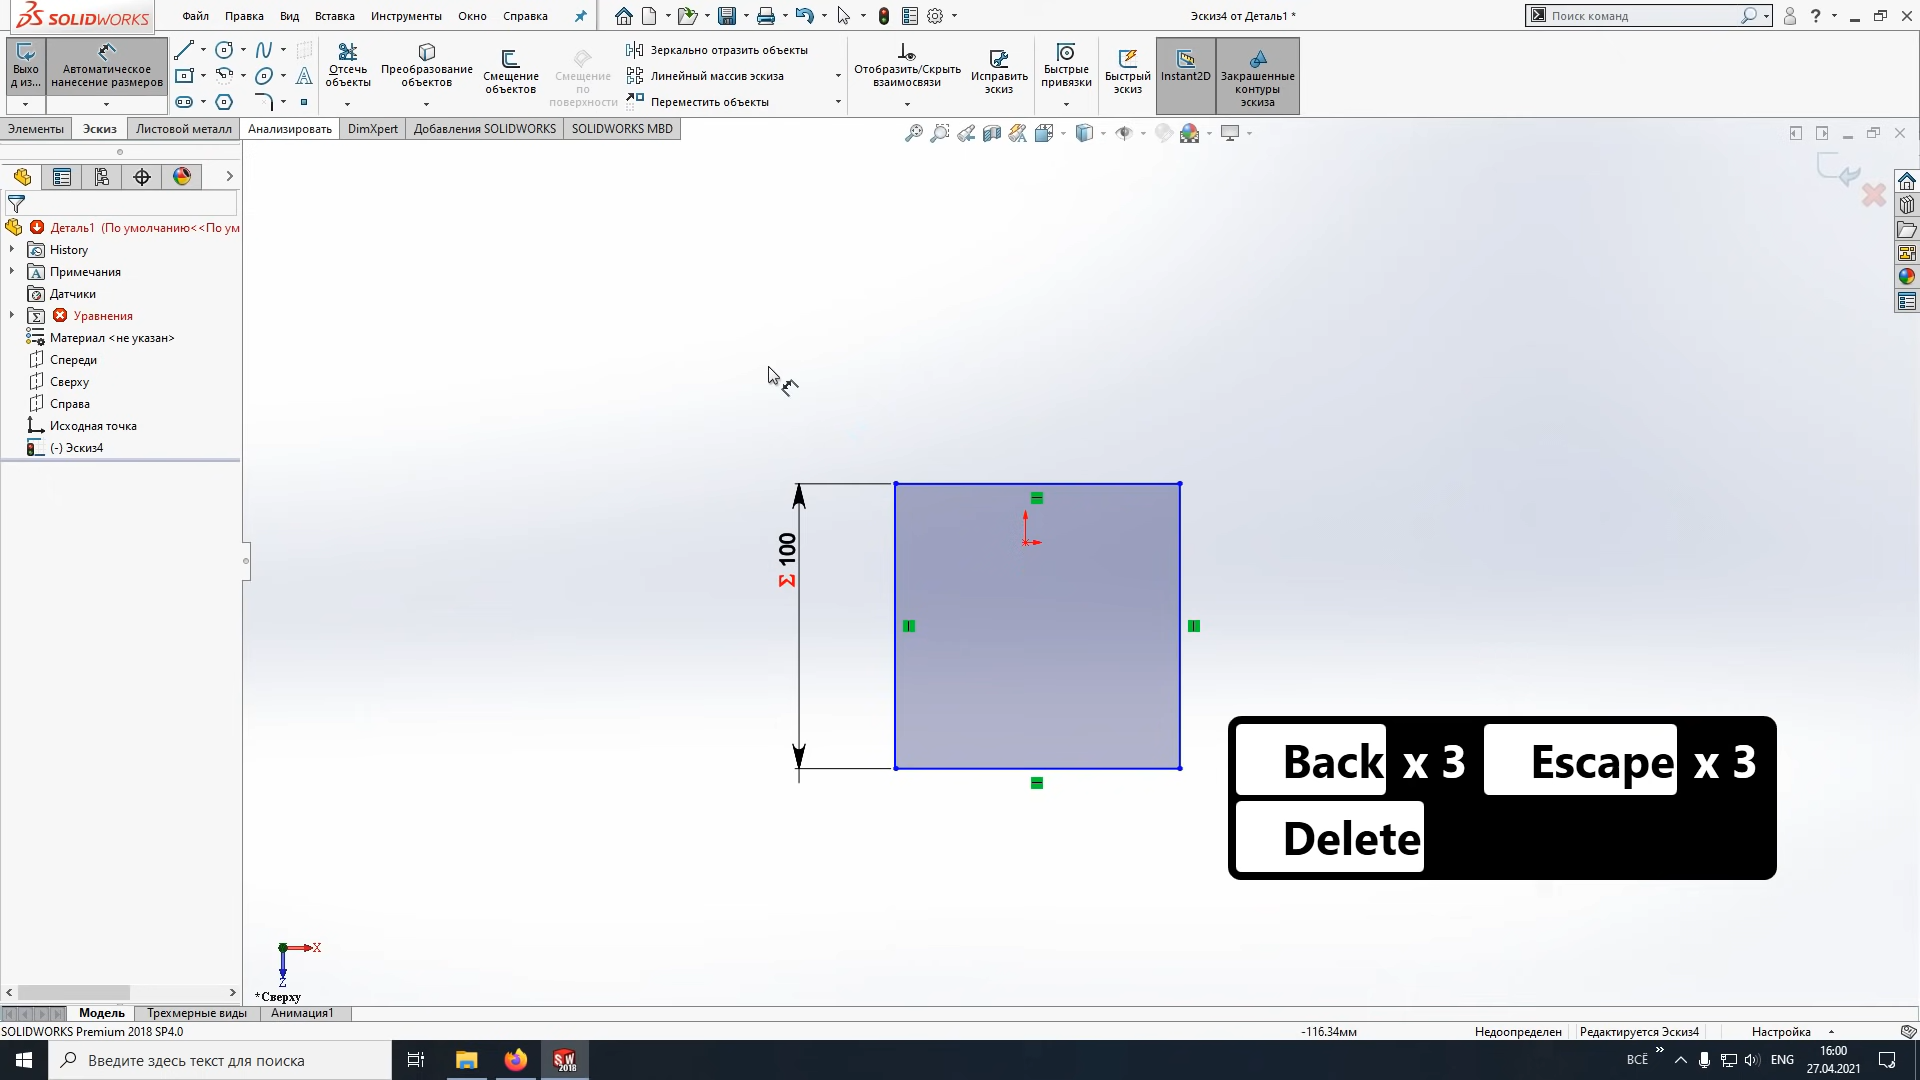 SOLIDWORKS
Файл Правка Вид Вставка Инструменты Окно Справка
Эскиз4 от Деталь1 *
Поиск команд
?
Выхо
д из...
Автоматическое
нанесение размеров
Отсечь
объекты
Преобразование
объектов
Смещение
объектов
Смещение
по
поверхности
Зеркально отразить объекты
Линейный массив эскиза
Переместить объекты
Отобразить/Скрыть
взаимосвязи
Исправить
эскиз
Быстрые
привязки
Быстрый
эскиз
Instant2D
Закрашенные
контуры
эскиза
Элементы Эскиз Листовой металл Анализировать DimXpert Добавления SOLIDWORKS SOLIDWORKS MBD
Деталь1 (По умолчанию<<По ум
History
Примечания
Датчики
Уравнения
Материал <не указан>
Спереди
Сверху
Справа
Исходная точка
(-) Эскиз4
Σ 100
Back x 3 Escape x 3
Delete
X
Z
*Сверху
Модель Трехмерные виды Анимация1
SOLIDWORKS Premium 2018 SP4.0
-116.34мм Недоопределен Редактируется Эскиз4 Настройка
Введите здесь текст для поиска
SW
2018
ВСЁ » ENG
16:00
27.04.2021